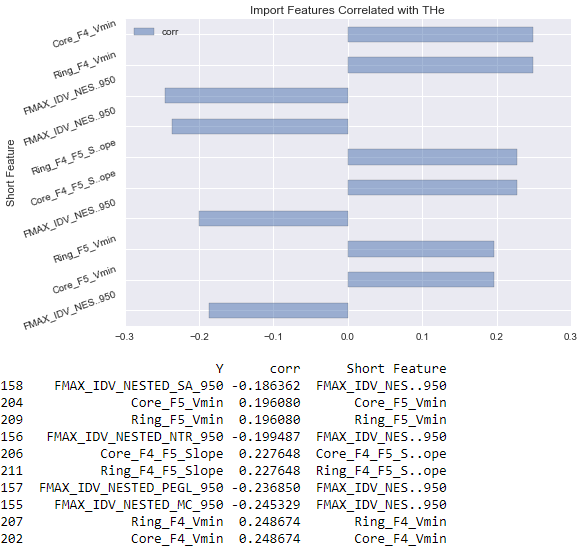 Import Features Correlated with THe
corr
Short Feature
Core_F4_Vmin
Ring_F4_Vmin
FMAX_IDV_NES..950
FMAX_IDV_NES..950
Ring_F4_F5_S..ope
Core_F4_F5_S..ope
FMAX_IDV_NES..950
Ring_F5_Vmin
Core_F5_Vmin
FMAX_IDV_NES..950
−0.3 −0.2 −0.1 0.0 0.1 0.2 0.3
Y corr Short Feature
158 FMAX_IDV_NESTED_SA_950 -0.186362 FMAX_IDV_NES..950
204 Core_F5_Vmin 0.196080 Core_F5_Vmin
209 Ring_F5_Vmin 0.196080 Ring_F5_Vmin
156 FMAX_IDV_NESTED_NTR_950 -0.199487 FMAX_IDV_NES..950
206 Core_F4_F5_Slope 0.227648 Core_F4_F5_S..ope
211 Ring_F4_F5_Slope 0.227648 Ring_F4_F5_S..ope
157 FMAX_IDV_NESTED_PEGL_950 -0.236850 FMAX_IDV_NES..950
155 FMAX_IDV_NESTED_MC_950 -0.245329 FMAX_IDV_NES..950
207 Ring_F4_Vmin 0.248674 Ring_F4_Vmin
202 Core_F4_Vmin 0.248674 Core_F4_Vmin